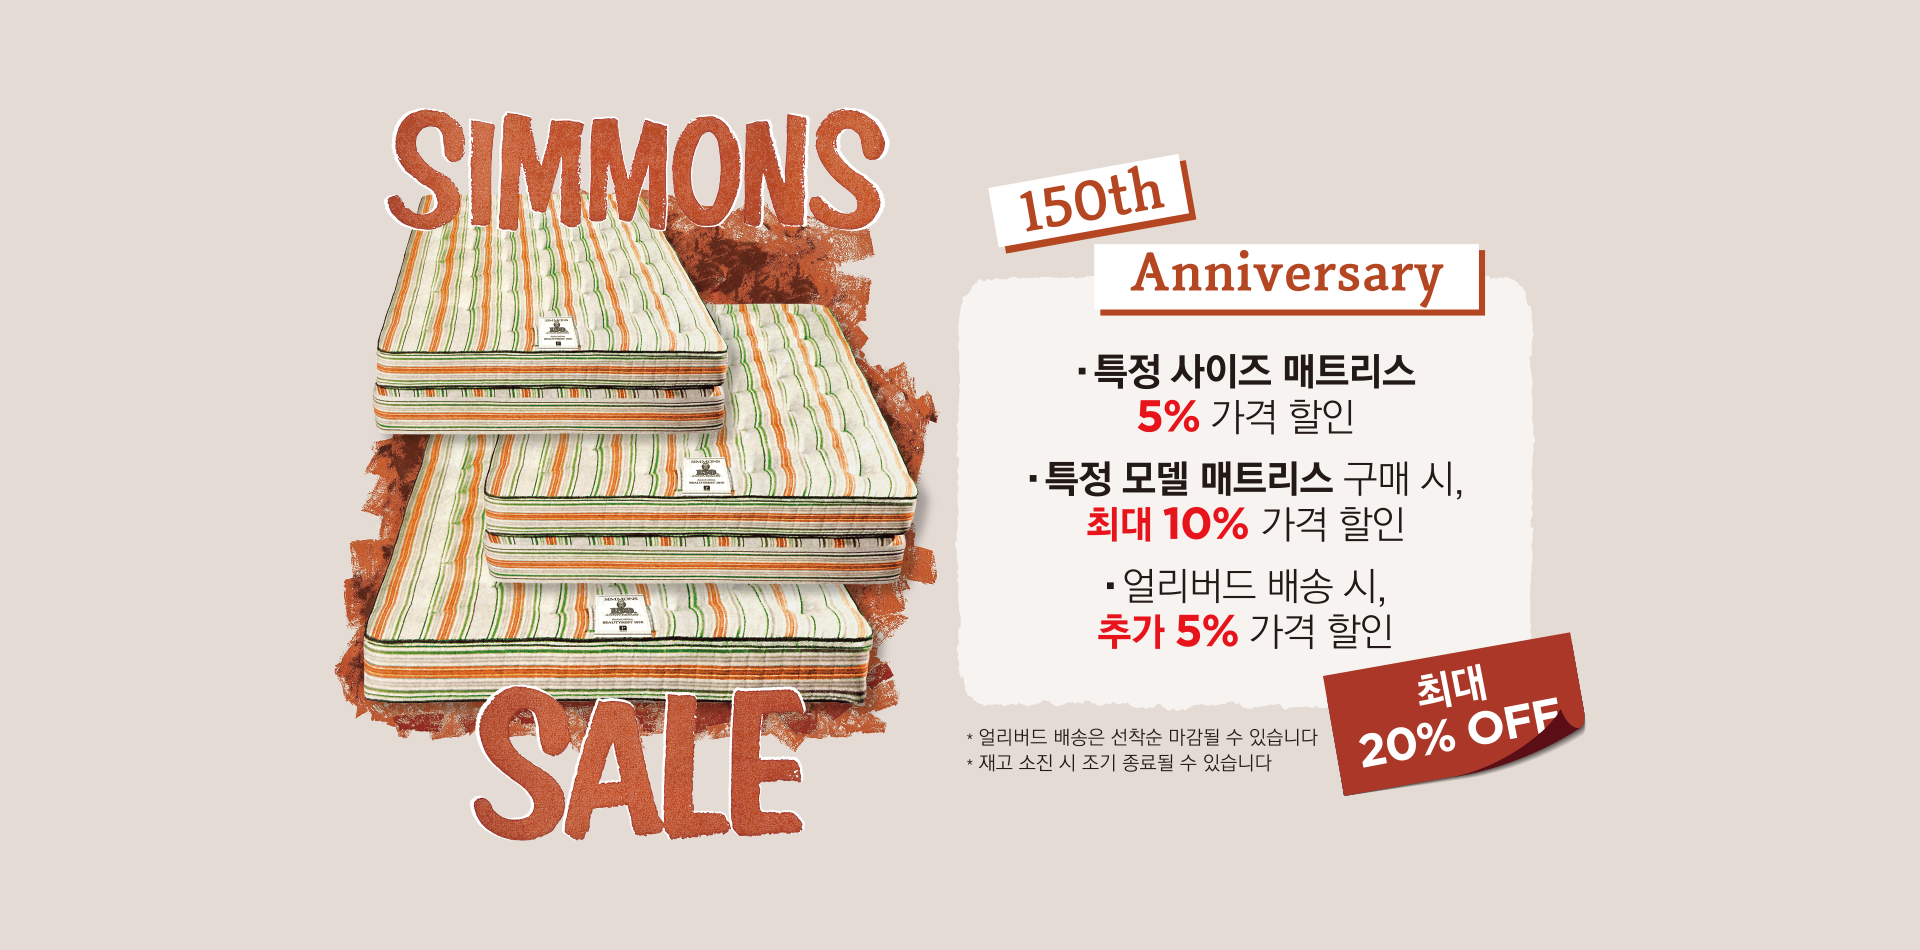 SIMMONS
SALE
150th
Anniversary
· 특정 사이즈 매트리스
5% 가격 할인
· 특정 모델 매트리스 구매 시,
최대 10% 가격 할인
· 얼리버드 배송 시,
추가 5% 가격 할인
최대
20% OFF
* 얼리버드 배송은 선착순 마감될 수 있습니다
* 재고 소진 시 조기 종료될 수 있습니다